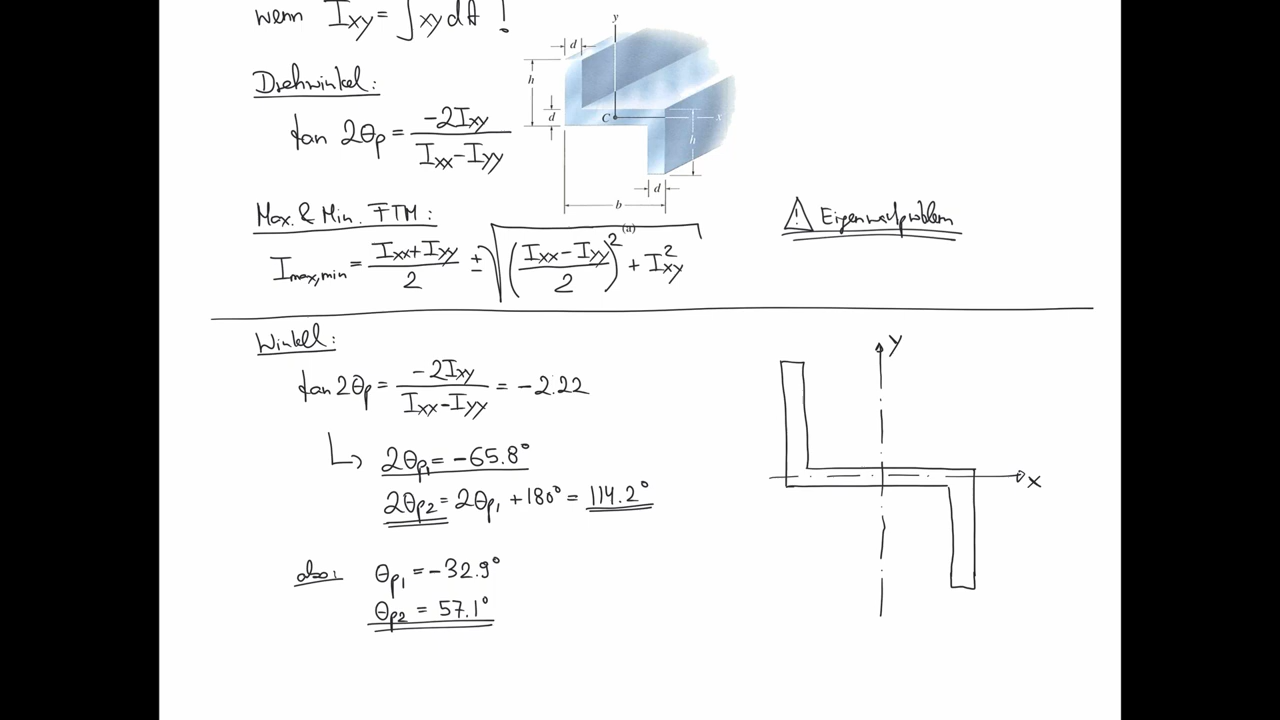 wenn Ixy = ∫xy dA !
Drehwinkel:
tan 2θp = -2Ixy / Ixx-Iyy
Max. & Min. FTM:
Imax,min = Ixx+Iyy / 2 ± √((Ixx-Iyy / 2)² + Ixy²)
y
d
h
d
C
x
h
d
b
(a)
! Eigenwertproblem
Winkel:
tan 2θp = -2Ixy / Ixx-Iyy = -2.22
↳ 2θp1 = -65.8°
2θp2 = 2θp1 + 180° = 114.2°
also: θp1 = -32.9°
θp2 = 57.1°
y
x